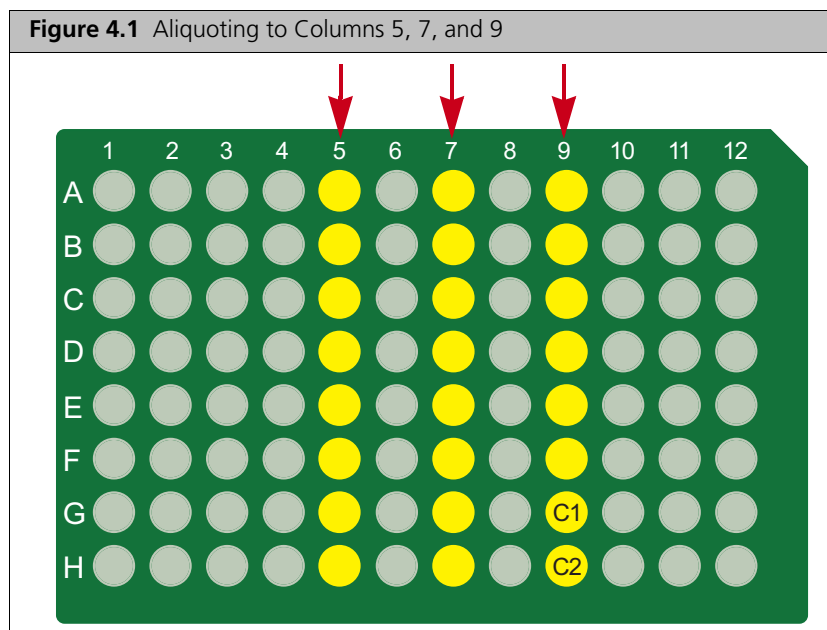 Figure 4.1 Aliquoting to Columns 5, 7, and 9
1 2 3 4 5 6 7 8 9 10 11 12
A
B
C
D
E
F
G C1
H C2